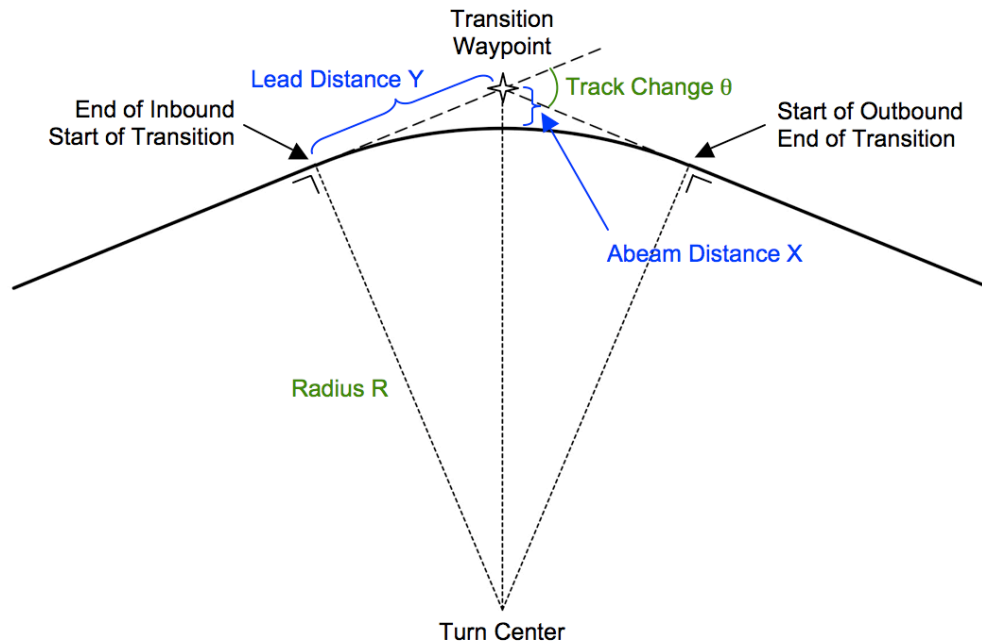 Transition
Waypoint
Lead Distance Y
Track Change θ
End of Inbound
Start of Transition
Start of Outbound
End of Transition
Abeam Distance X
Radius R
Turn Center